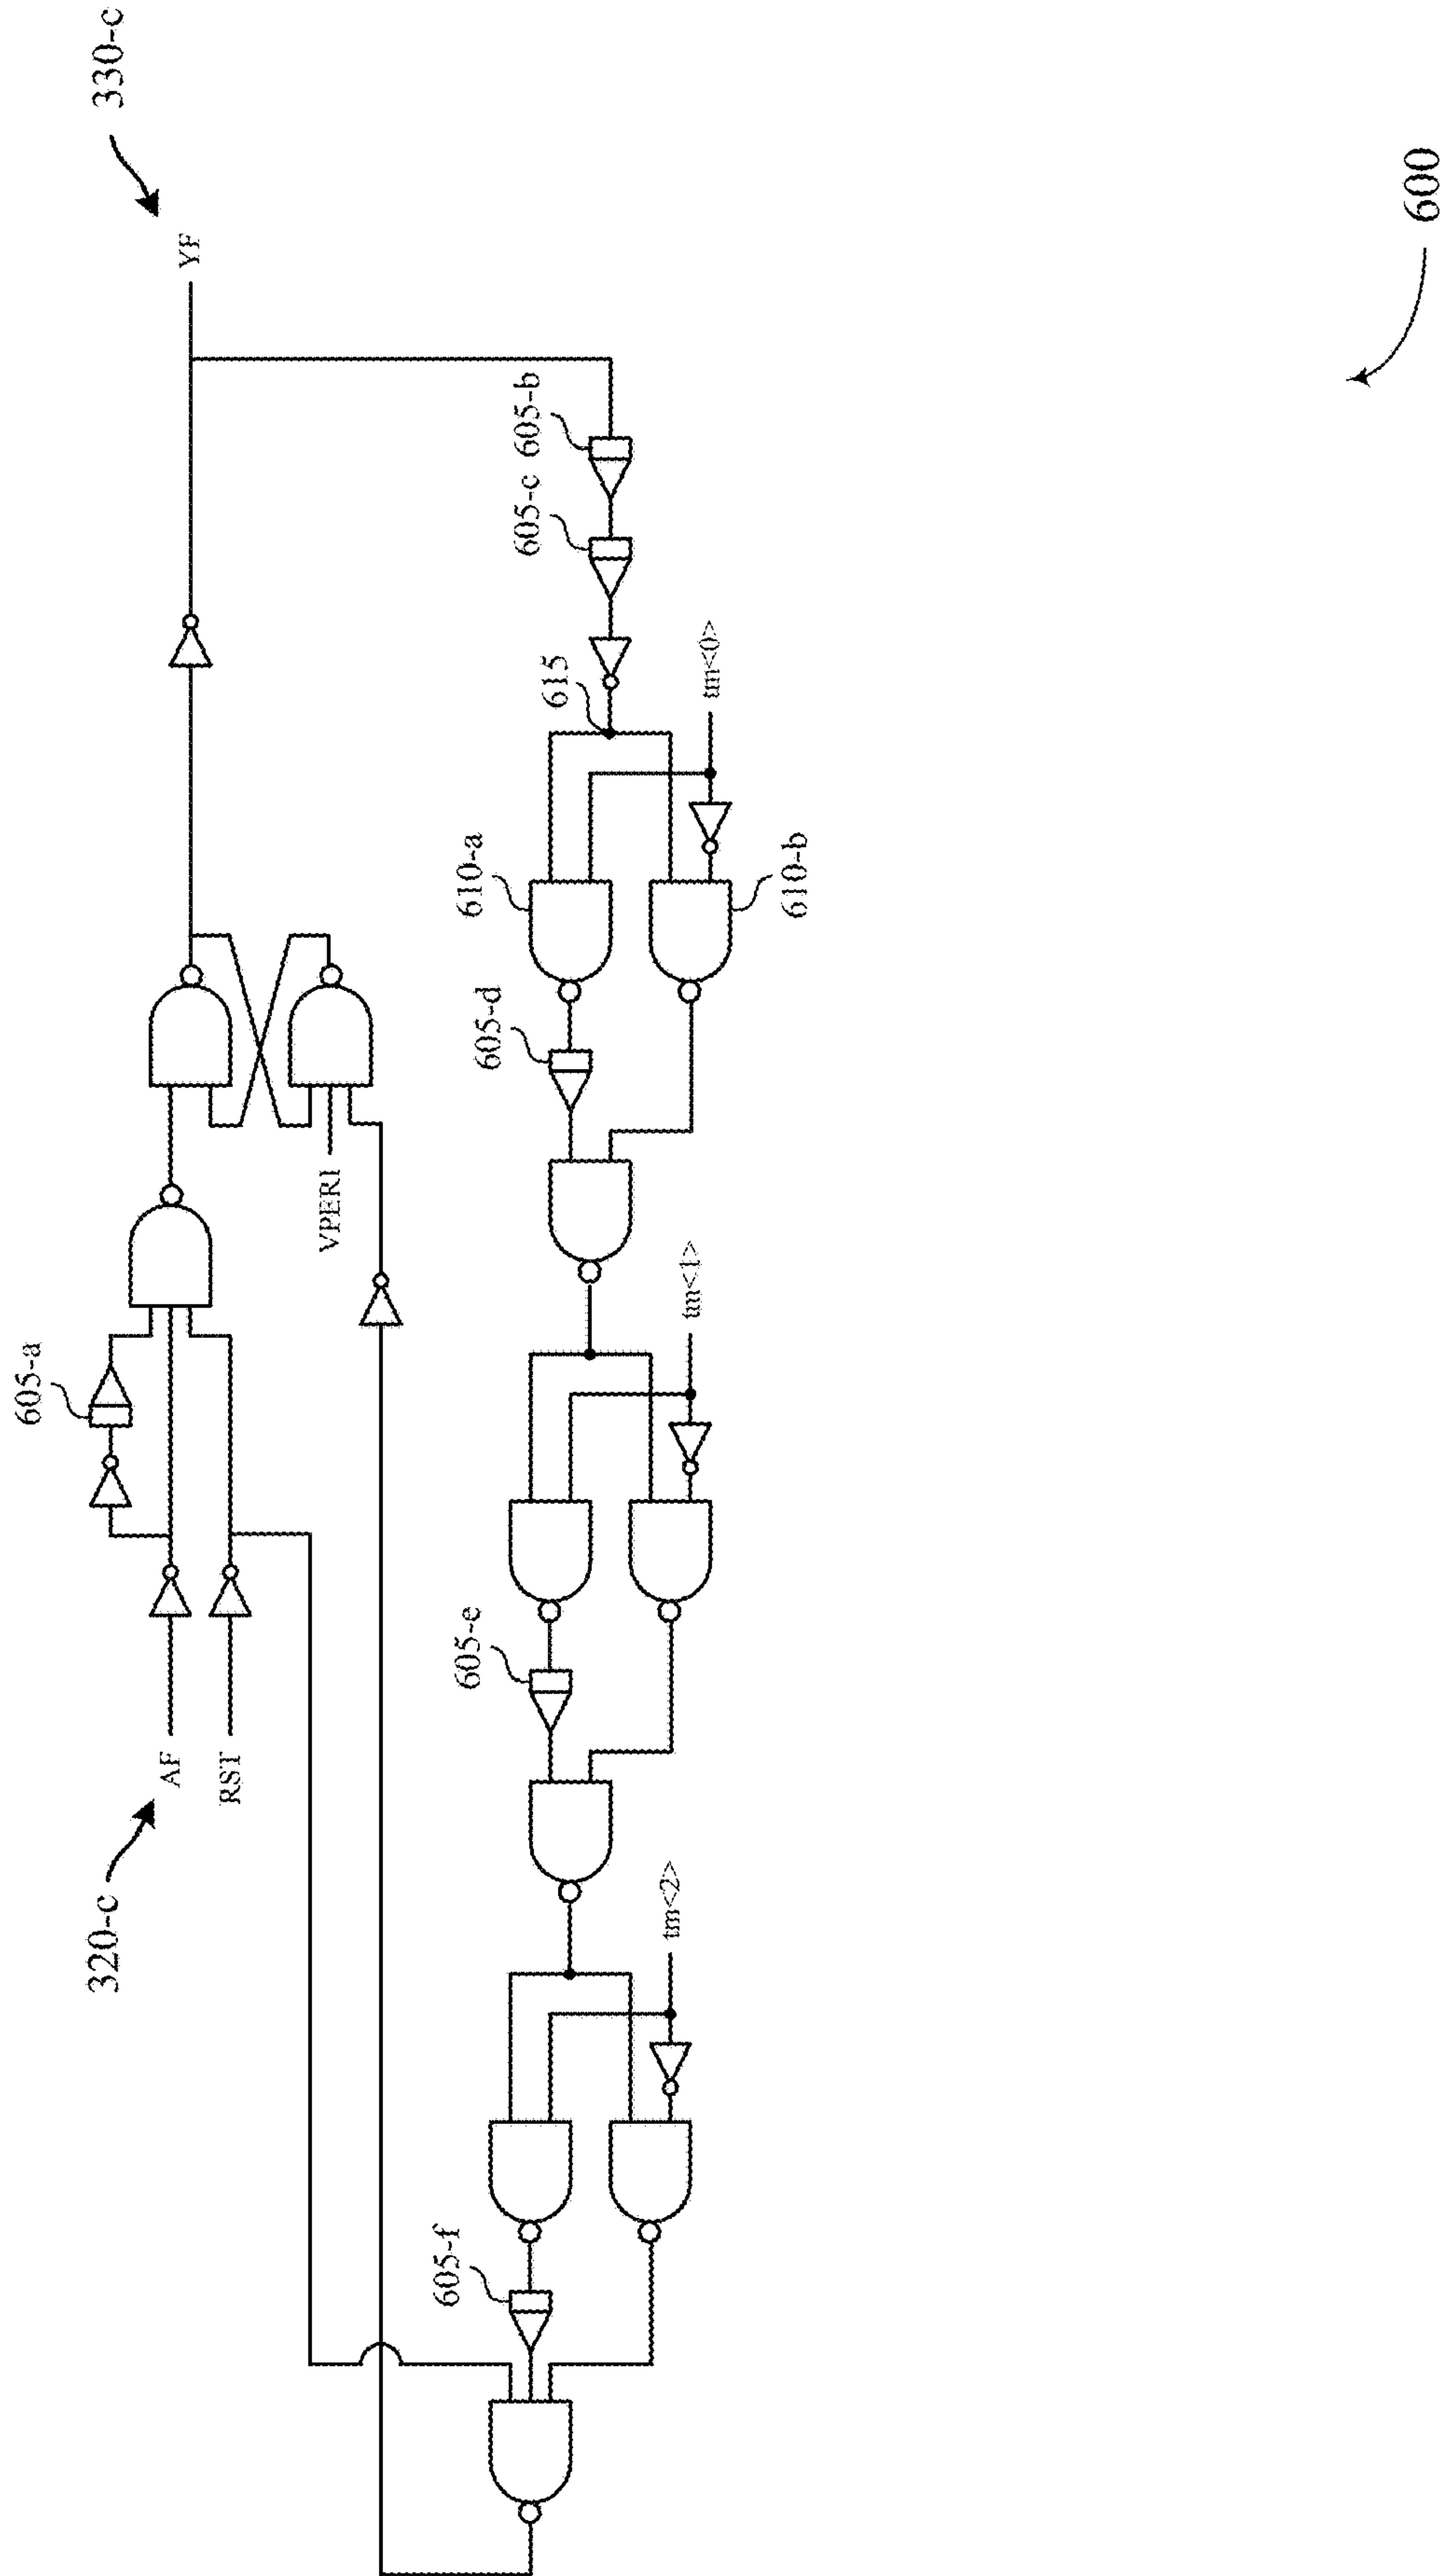 330-c
YF
605-a
320-c
AF
RST
VPERI
605-b
605-c
615
tm<0>
610-a
610-b
605-d
tm<1>
605-e
tm<2>
605-f
600